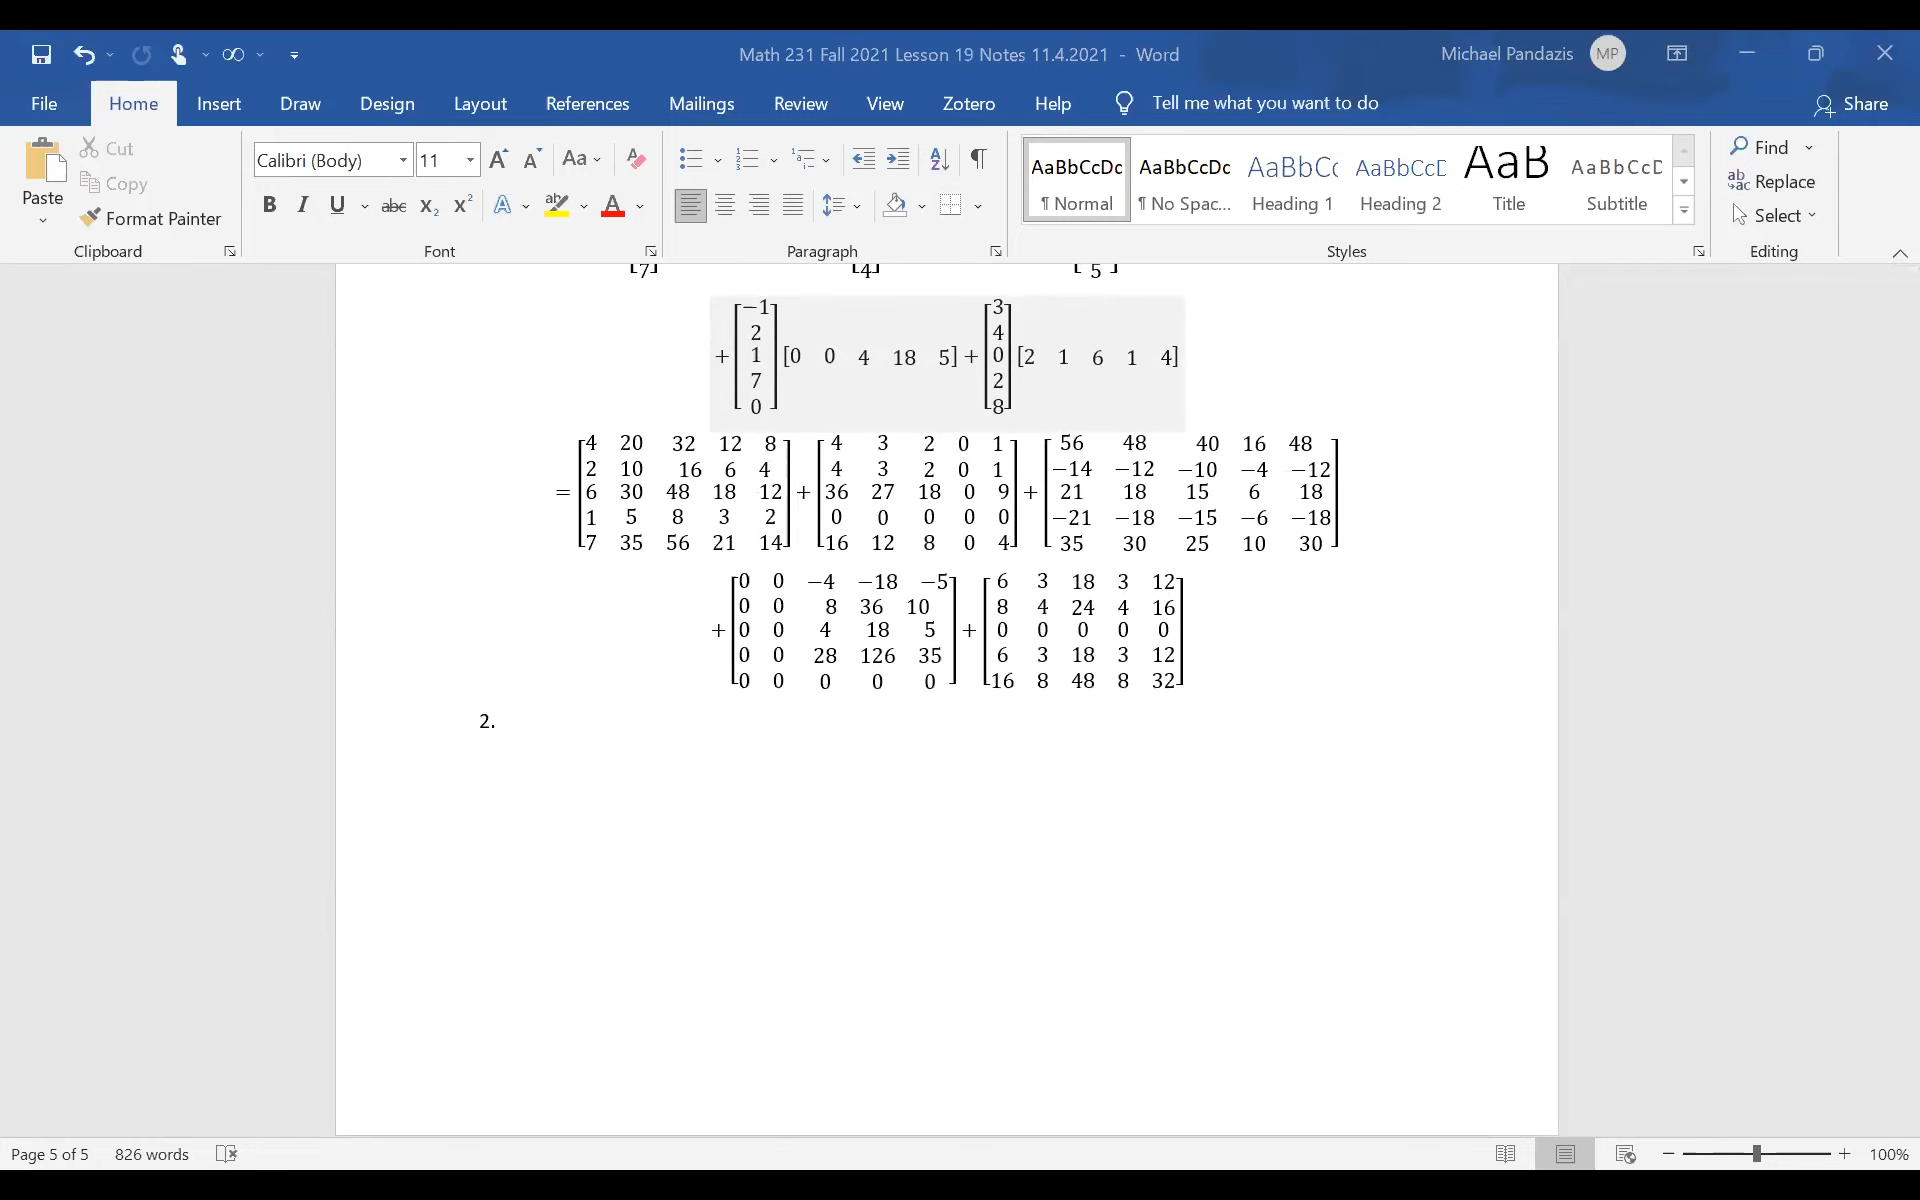 Math 231 Fall 2021 Lesson 19 Notes 11.4.2021 - Word Michael Pandazis MP
File Home Insert Draw Design Layout References Mailings Review View Zotero Help Tell me what you want to do Share
Paste Cut Copy Format Painter
Calibri (Body) 11 Aa
B I U abc X₂ X² A ab A
AaBbCcDc AaBbCcDc AaBbCc AaBbCcD AaB AaBbCcD
¶ Normal ¶ No Spac... Heading 1 Heading 2 Title Subtitle
Find
Replace
Select
Clipboard Font Paragraph Styles Editing
[7] [4] [5]
+ [−1 2 1 7 0] [0 0 4 18 5] + [3 4 0 2 8] [2 1 6 1 4]
[4 20 32 12 8] [4 3 2 0 1] [56 48 40 16 48]
[2 10 16 6 4] [4 3 2 0 1] [−14 −12 −10 −4 −12]
= [6 30 48 18 12] + [36 27 18 0 9] + [21 18 15 6 18]
[1 5 8 3 2] [0 0 0 0 0] [−21 −18 −15 −6 −18]
[7 35 56 21 14] [16 12 8 0 4] [35 30 25 10 30]
[0 0 −4 −18 −5] [6 3 18 3 12]
[0 0 8 36 10] [8 4 24 4 16]
+ [0 0 4 18 5] + [0 0 0 0 0]
[0 0 28 126 35] [6 3 18 3 12]
[0 0 0 0 0] [16 8 48 8 32]
2.
Page 5 of 5 826 words 100%